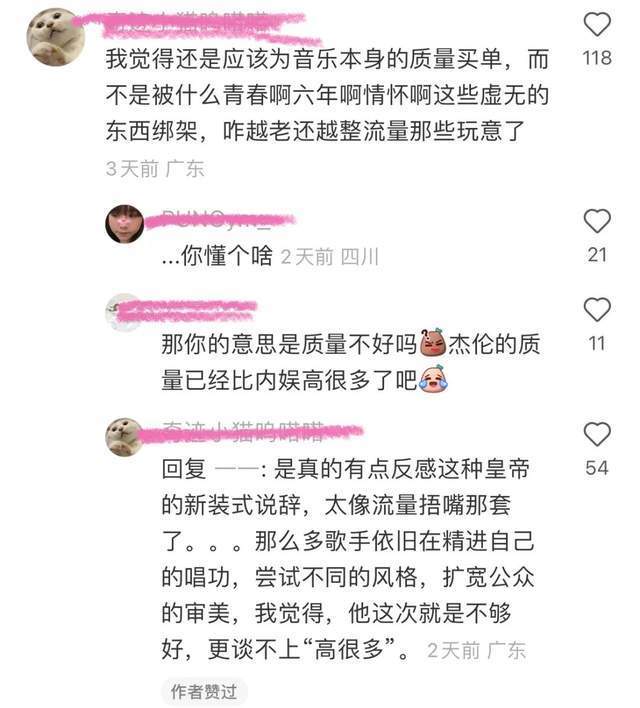 我觉得还是应该为音乐本身的质量买单，而
不是被什么青春啊六年啊情怀啊这些虚无的
东西绑架，咋越老还越整流量那些玩意了
118
3天前 广东
...你懂个啥 2天前 四川
21
那你的意思是质量不好吗杰伦的质
量已经比内娱高很多了吧
11
奇迹小猫呜喵喵
回复 一一: 是真的有点反感这种皇帝
的新装式说辞，太像流量捂嘴那套
了。。。那么多歌手依旧在精进自己
的唱功，尝试不同的风格，扩宽公众
的审美，我觉得，他这次就是不够
好，更谈不上“高很多”。 2天前 广东
54
作者赞过